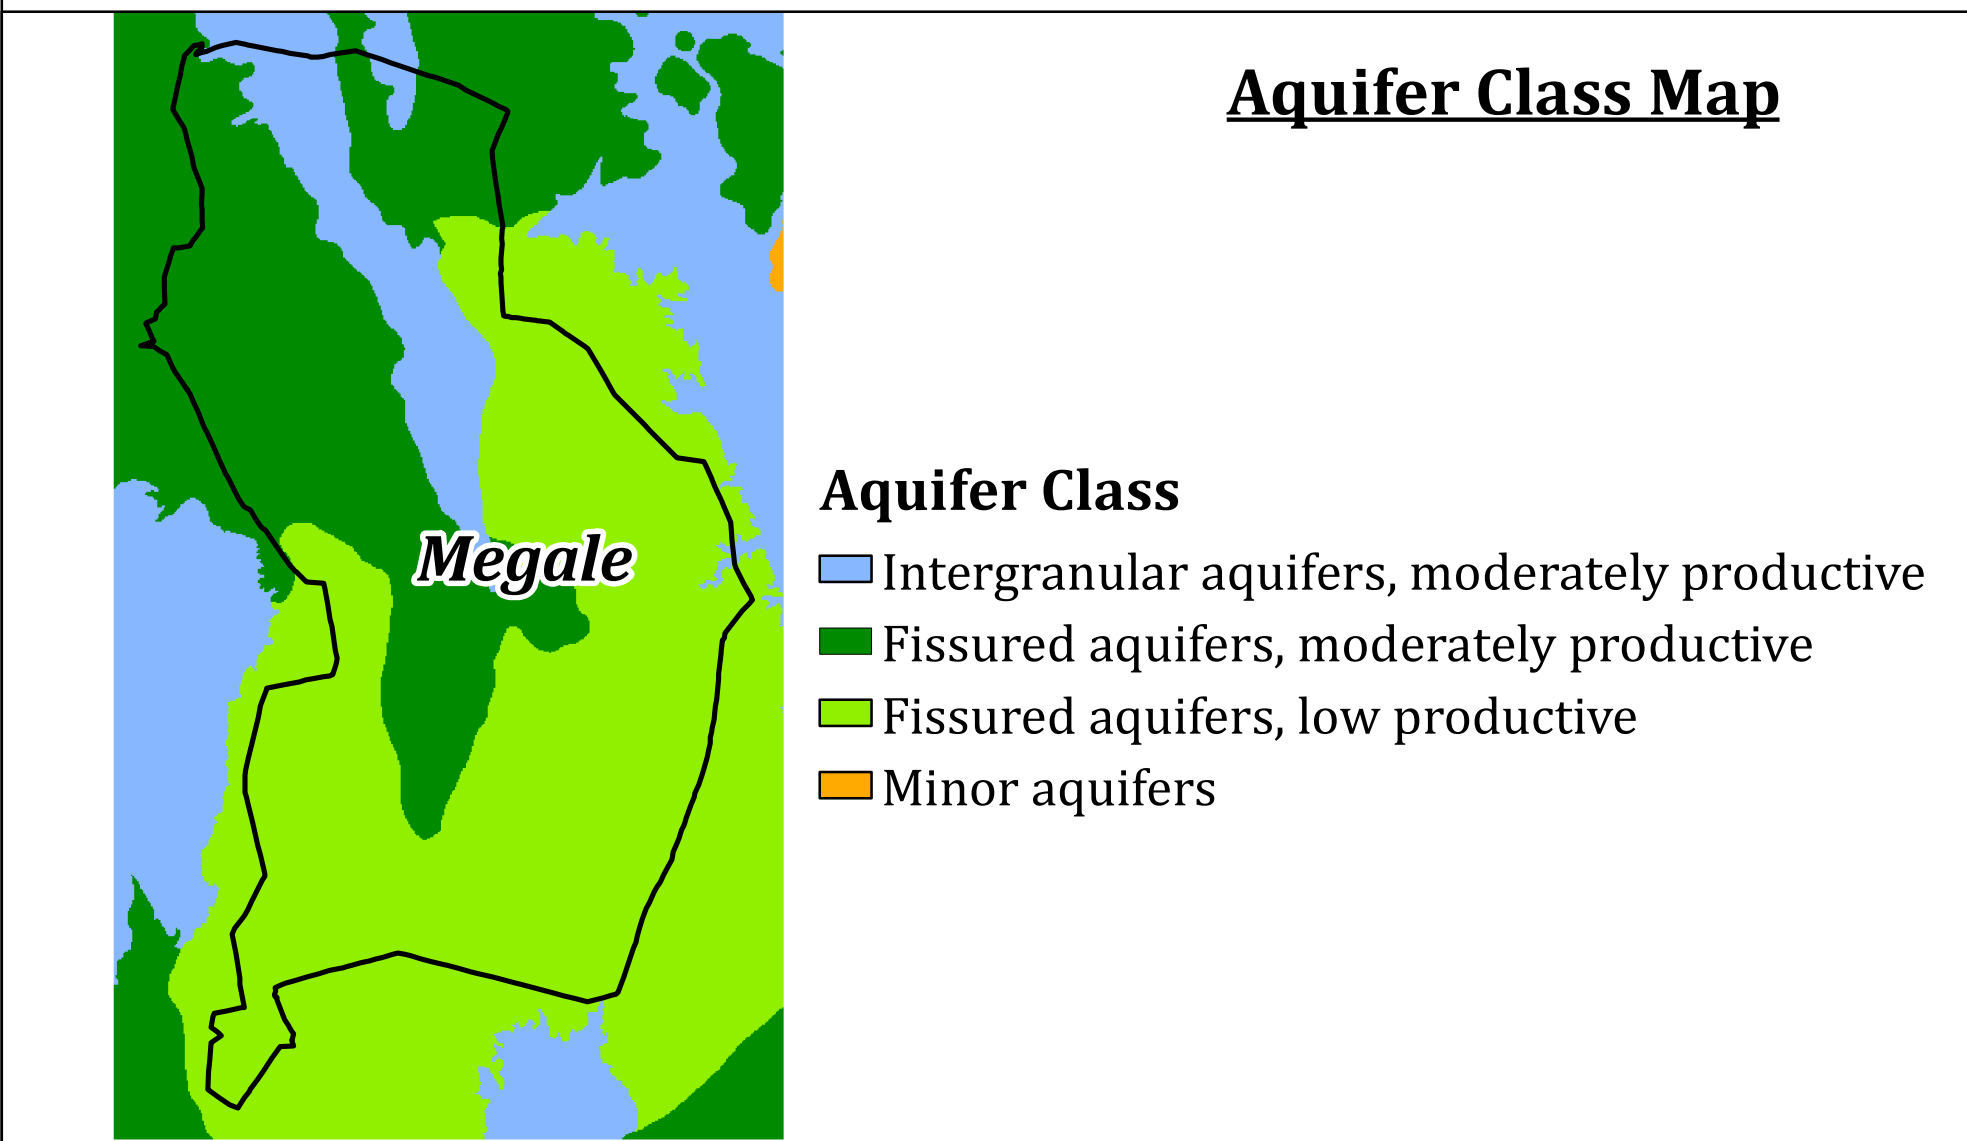 Aquifer Class Map
Aquifer Class
Megale
Intergranular aquifers, moderately productive
Fissured aquifers, moderately productive
Fissured aquifers, low productive
Minor aquifers